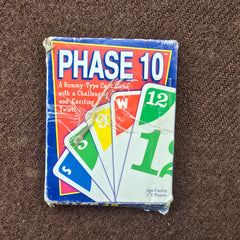 PHASE 10
A Rummy-Type Card Game
with a Challenging
and Exciting
Twist!
S
W
12
12